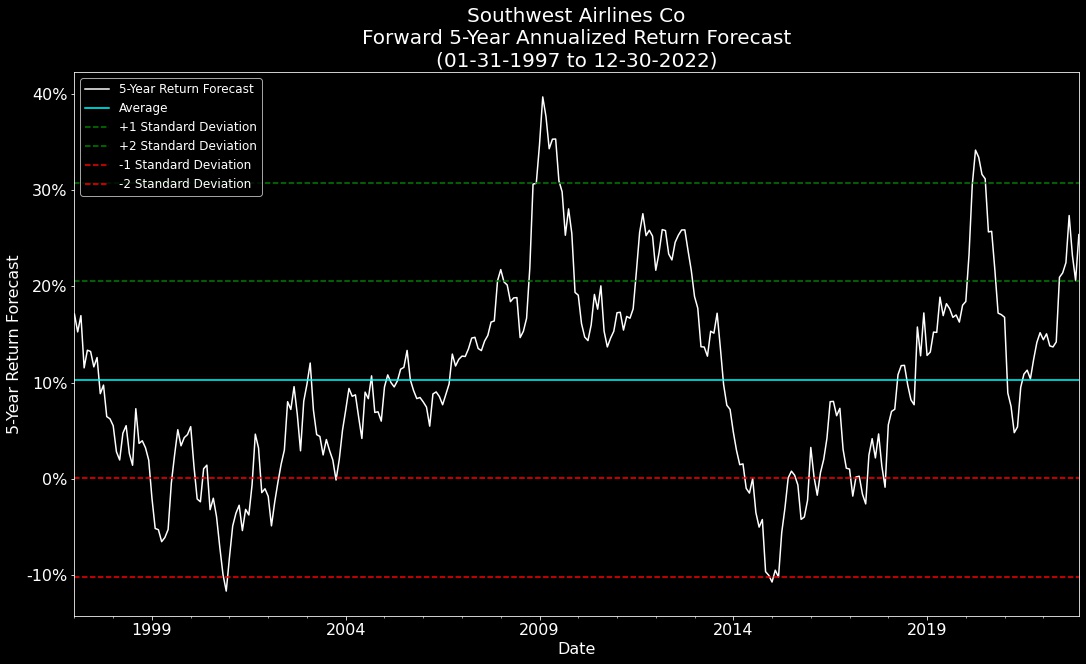 Southwest Airlines Co
Forward 5-Year Annualized Return Forecast
(01-31-1997 to 12-30-2022)
5-Year Return Forecast
Average
+1 Standard Deviation
+2 Standard Deviation
-1 Standard Deviation
-2 Standard Deviation
5-Year Return Forecast
40%
30%
20%
10%
0%
-10%
1999
2004
2009
2014
2019
Date